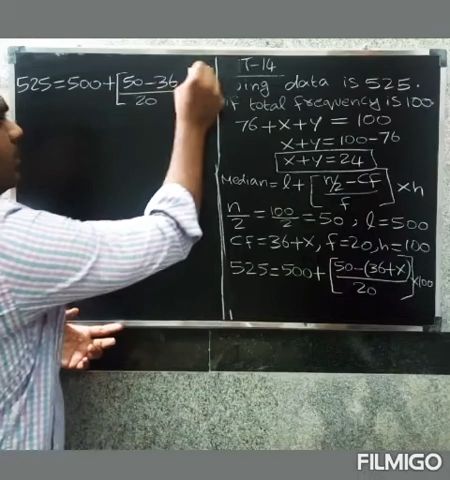 525=500+[50-36
20
T-14
ing data is 525.
if total frequency is 100
76+x+y=100
x+y=100-76
x+y=24
Median=l+[n/2-cf/f]×h
n/2=100/2=50, l=500
cf=36+x, f=20, h=100
525=500+[50-(36+x)/20]×100
FILMIGO